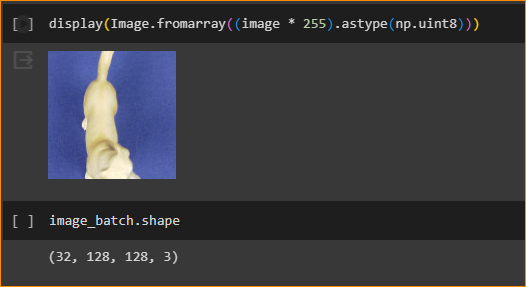 [ ] display(Image.fromarray((image * 255).astype(np.uint8)))
[ ] image_batch.shape
(32, 128, 128, 3)